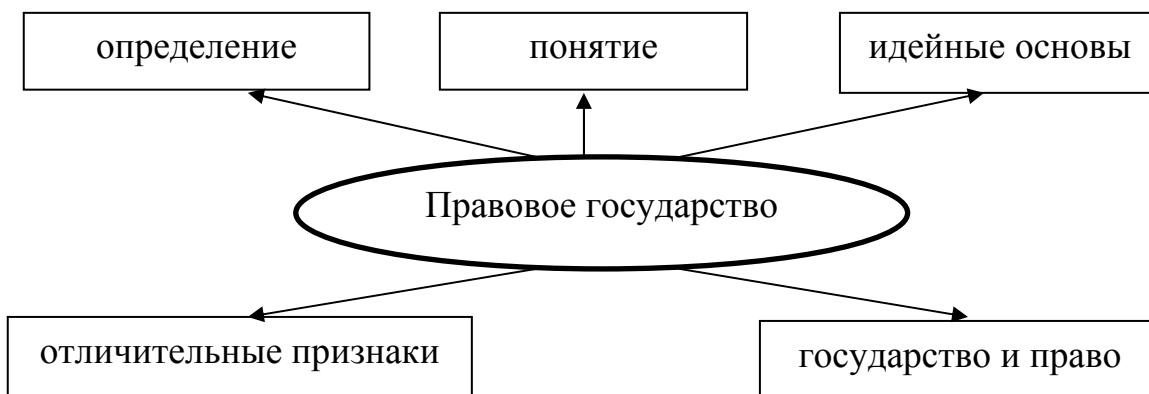 определение
понятие
идейные основы
Правовое государство
отличительные признаки
государство и право